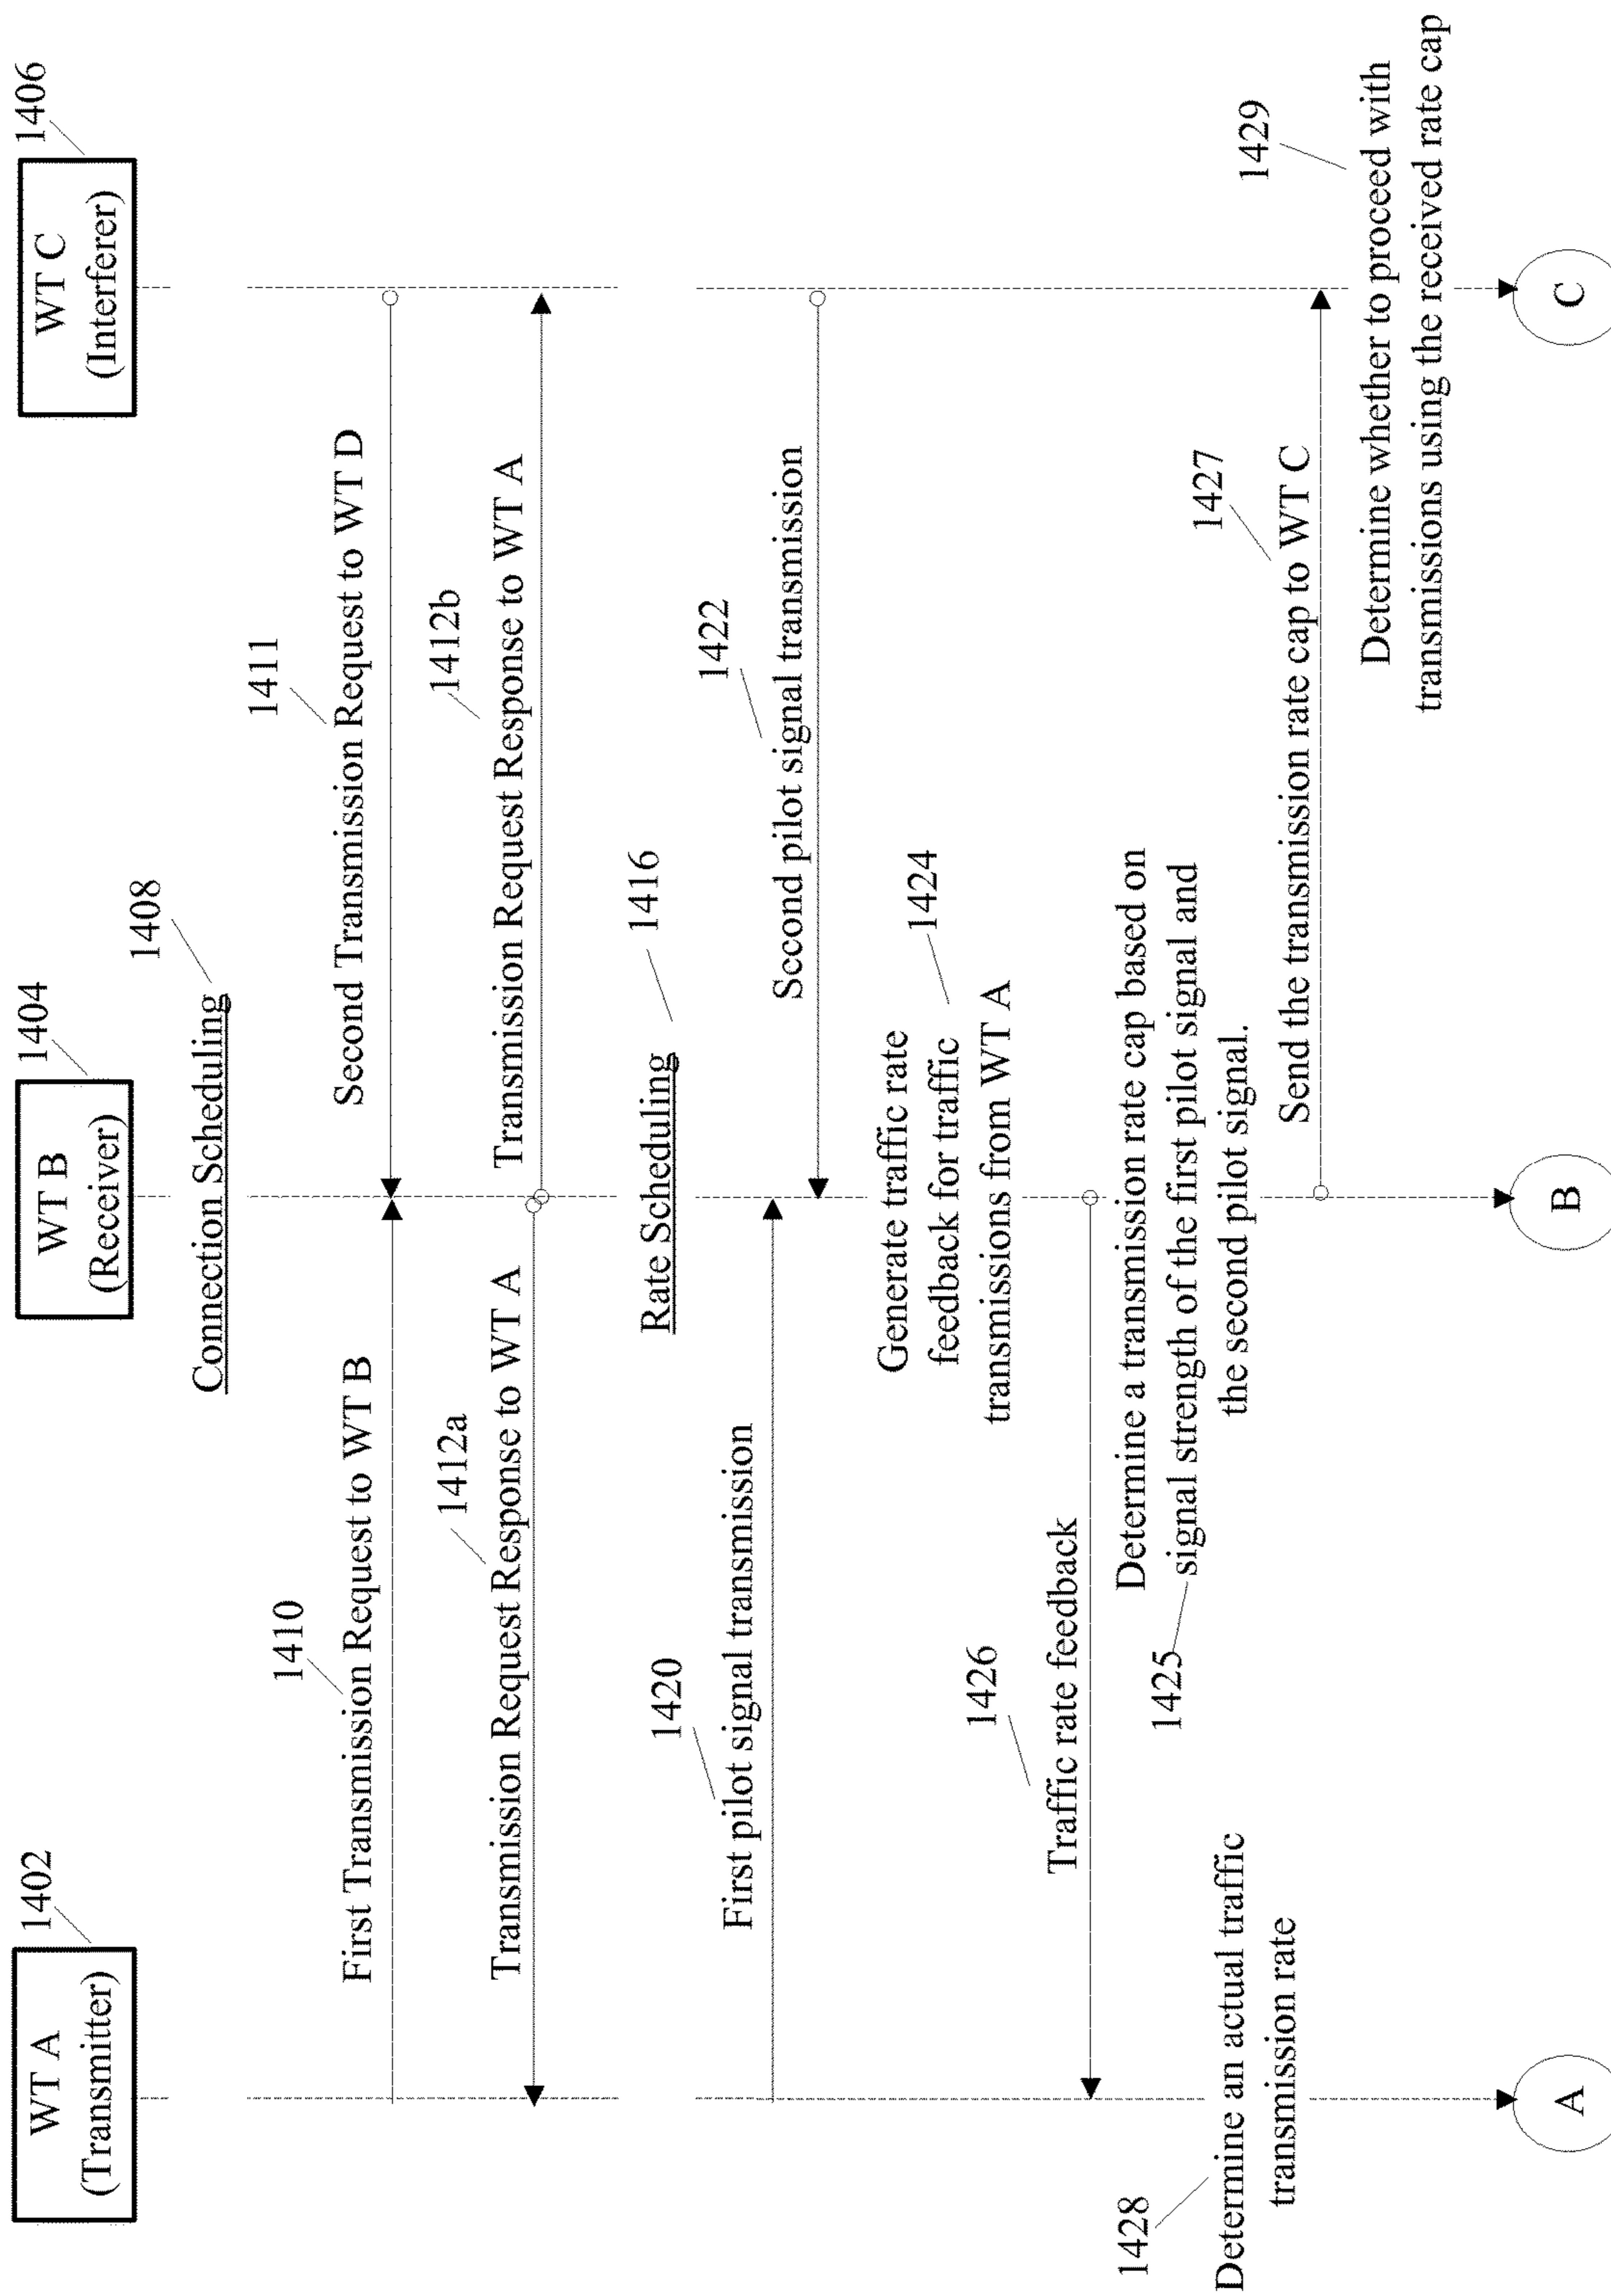 WT A
(Transmitter)
1402
WT B
(Receiver)
1404
WT C
(Interferer)
1406
Connection Scheduling
1408
1410
First Transmission Request to WT B
1411
Second Transmission Request to WT D
1412a
Transmission Request Response to WT A
1412b
Transmission Request Response to WT A
Rate Scheduling
1416
1420
First pilot signal transmission
1422
Second pilot signal transmission
Generate traffic rate
feedback for traffic
transmissions from WT A
1424
1426
Traffic rate feedback
Determine a transmission rate cap based on
signal strength of the first pilot signal and
the second pilot signal.
1425
1427
Send the transmission rate cap to WT C
1428
Determine an actual traffic
transmission rate
1429
Determine whether to proceed with
transmissions using the received rate cap
A
B
C